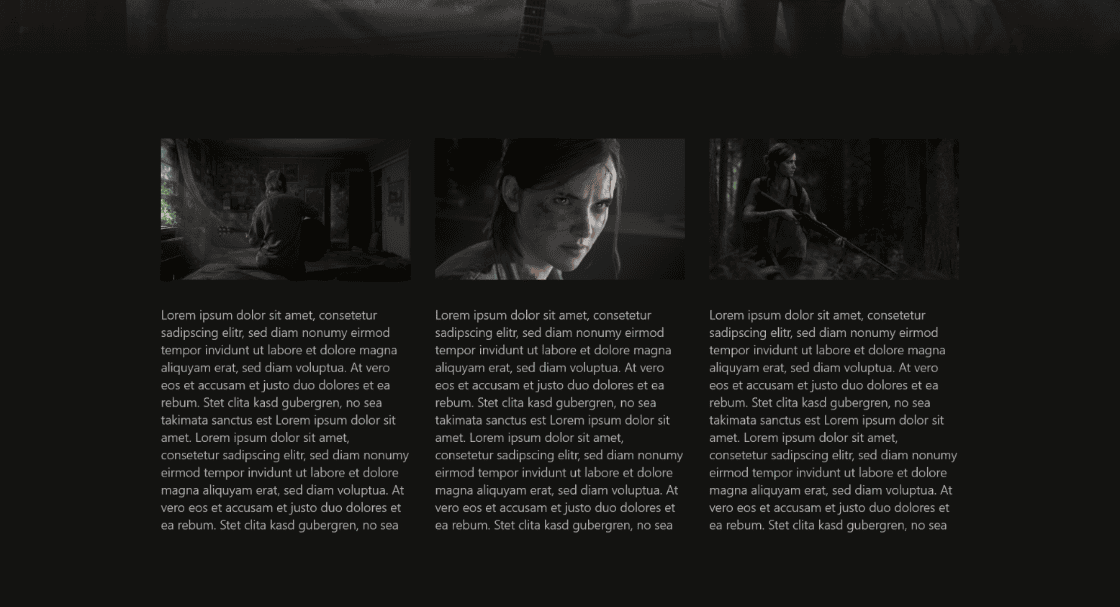 Lorem ipsum dolor sit amet, consetetur
sadipscing elitr, sed diam nonumy eirmod
tempor invidunt ut labore et dolore magna
aliquyam erat, sed diam voluptua. At vero
eos et accusam et justo duo dolores et ea
rebum. Stet clita kasd gubergren, no sea
takimata sanctus est Lorem ipsum dolor sit
amet. Lorem ipsum dolor sit amet,
consetetur sadipscing elitr, sed diam nonumy
eirmod tempor invidunt ut labore et dolore
magna aliquyam erat, sed diam voluptua. At
vero eos et accusam et justo duo dolores et
ea rebum. Stet clita kasd gubergren, no sea
Lorem ipsum dolor sit amet, consetetur
sadipscing elitr, sed diam nonumy eirmod
tempor invidunt ut labore et dolore magna
aliquyam erat, sed diam voluptua. At vero
eos et accusam et justo duo dolores et ea
rebum. Stet clita kasd gubergren, no sea
takimata sanctus est Lorem ipsum dolor sit
amet. Lorem ipsum dolor sit amet,
consetetur sadipscing elitr, sed diam nonumy
eirmod tempor invidunt ut labore et dolore
magna aliquyam erat, sed diam voluptua. At
vero eos et accusam et justo duo dolores et
ea rebum. Stet clita kasd gubergren, no sea
Lorem ipsum dolor sit amet, consetetur
sadipscing elitr, sed diam nonumy eirmod
tempor invidunt ut labore et dolore magna
aliquyam erat, sed diam voluptua. At vero
eos et accusam et justo duo dolores et ea
rebum. Stet clita kasd gubergren, no sea
takimata sanctus est Lorem ipsum dolor sit
amet. Lorem ipsum dolor sit amet,
consetetur sadipscing elitr, sed diam nonumy
eirmod tempor invidunt ut labore et dolore
magna aliquyam erat, sed diam voluptua. At
vero eos et accusam et justo duo dolores et
ea rebum. Stet clita kasd gubergren, no sea